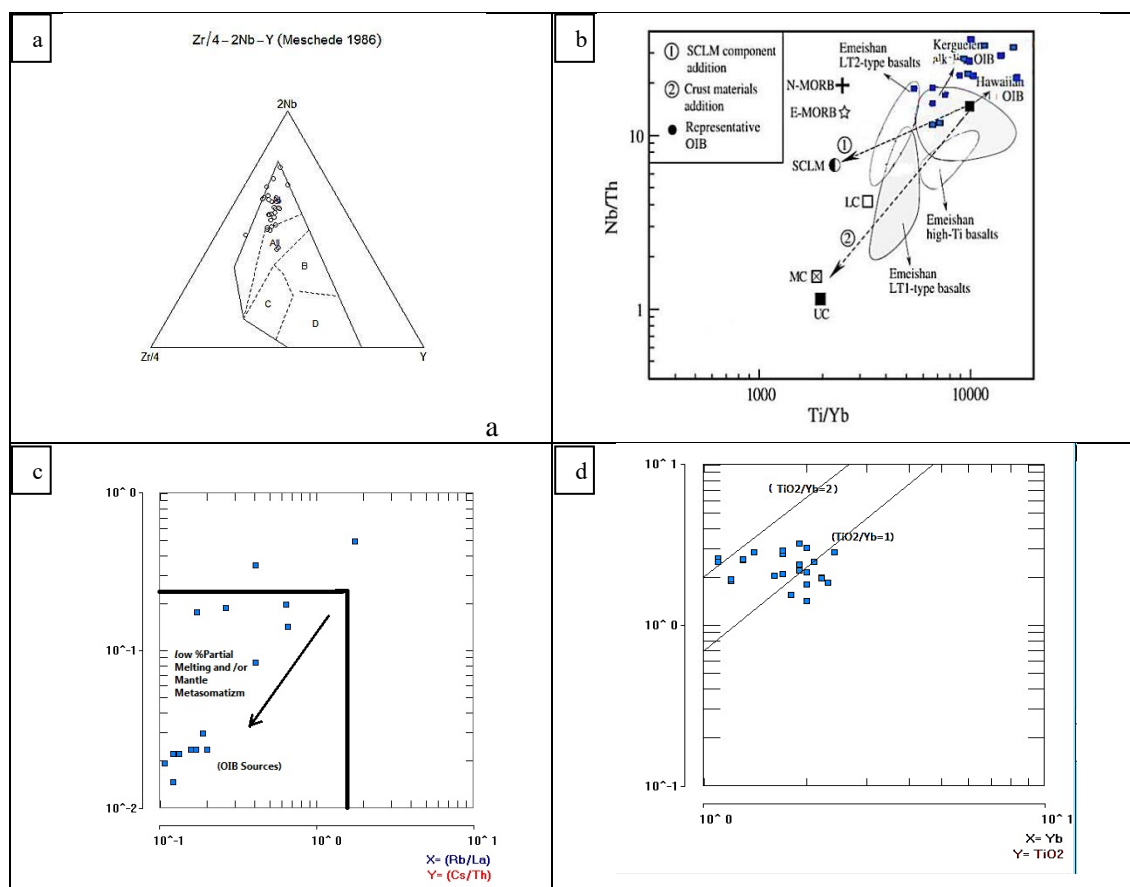 a
Zr/4–2Nb–Y (Meschede 1986)
2Nb
AI
B
C
D
Zr/4
Y
a
b
① SCLM component
addition
② Crust materials
addition
● Representative
OIB
Emeishan
LT2-type basalts
Kerguelen
OIB
Hawaiian
OIB
N-MORB
E-MORB
10
①
SCLM
LC
Emeishan
high-Ti basalts
②
MC
Emeishan
LT1-type basalts
1
UC
Nb/Th
1000
10000
Ti/Yb
c
10^ 0
10^-1
low %Partial
Melting and /or
Mantle
Metasomatizm
(OIB Sources)
10^-2
10^-1
10^ 0
10^ 1
X= (Rb/La)
Y= (Cs/Th)
d
10^ 1
( TiO2/Yb=2)
(TiO2/Yb=1)
10^ 0
10^-1
10^ 0
10^ 1
X= Yb
Y= TiO2